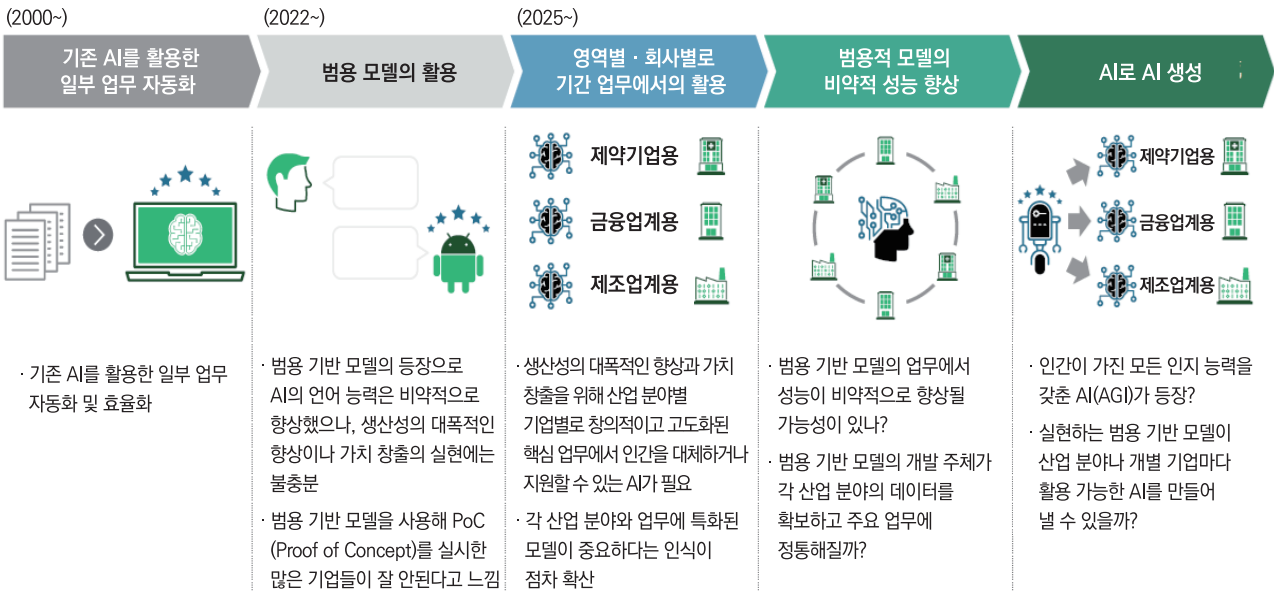 (2000~)
(2022~)
(2025~)
기존 AI를 활용한
일부 업무 자동화
범용 모델의 활용
영역별 · 회사별로
기간 업무에서의 활용
범용적 모델의
비약적 성능 향상
AI로 AI 생성
제약기업용
금융업계용
제조업계용
제약기업용
금융업계용
제조업계용
· 기존 AI를 활용한 일부 업무
자동화 및 효율화
· 범용 기반 모델의 등장으로
AI의 언어 능력은 비약적으로
향상했으나, 생산성의 대폭적인
향상이나 가치 창출의 실현에는
불충분
· 범용 기반 모델을 사용해 PoC
(Proof of Concept)를 실시한
많은 기업들이 잘 안된다고 느낌
· 생산성의 대폭적인 향상과 가치
창출을 위해 산업 분야별
기업별로 창의적이고 고도화된
핵심 업무에서 인간을 대체하거나
지원할 수 있는 AI가 필요
· 각 산업 분야와 업무에 특화된
모델이 중요하다는 인식이
점차 확산
· 범용 기반 모델의 업무에서
성능이 비약적으로 향상될
가능성이 있나?
· 범용 기반 모델의 개발 주체가
각 산업 분야의 데이터를
확보하고 주요 업무에
정통해질까?
· 인간이 가진 모든 인지 능력을
갖춘 AI(AGI)가 등장?
· 실현하는 범용 기반 모델이
산업 분야나 개별 기업마다
활용 가능한 AI를 만들어
낼 수 있을까?